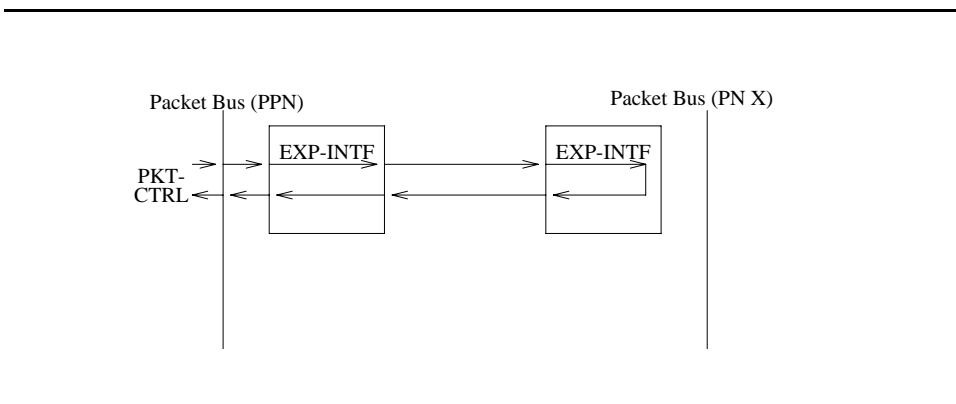 Packet Bus (PPN)
Packet Bus (PN X)
EXP-INTF
EXP-INTF
PKT-
CTRL